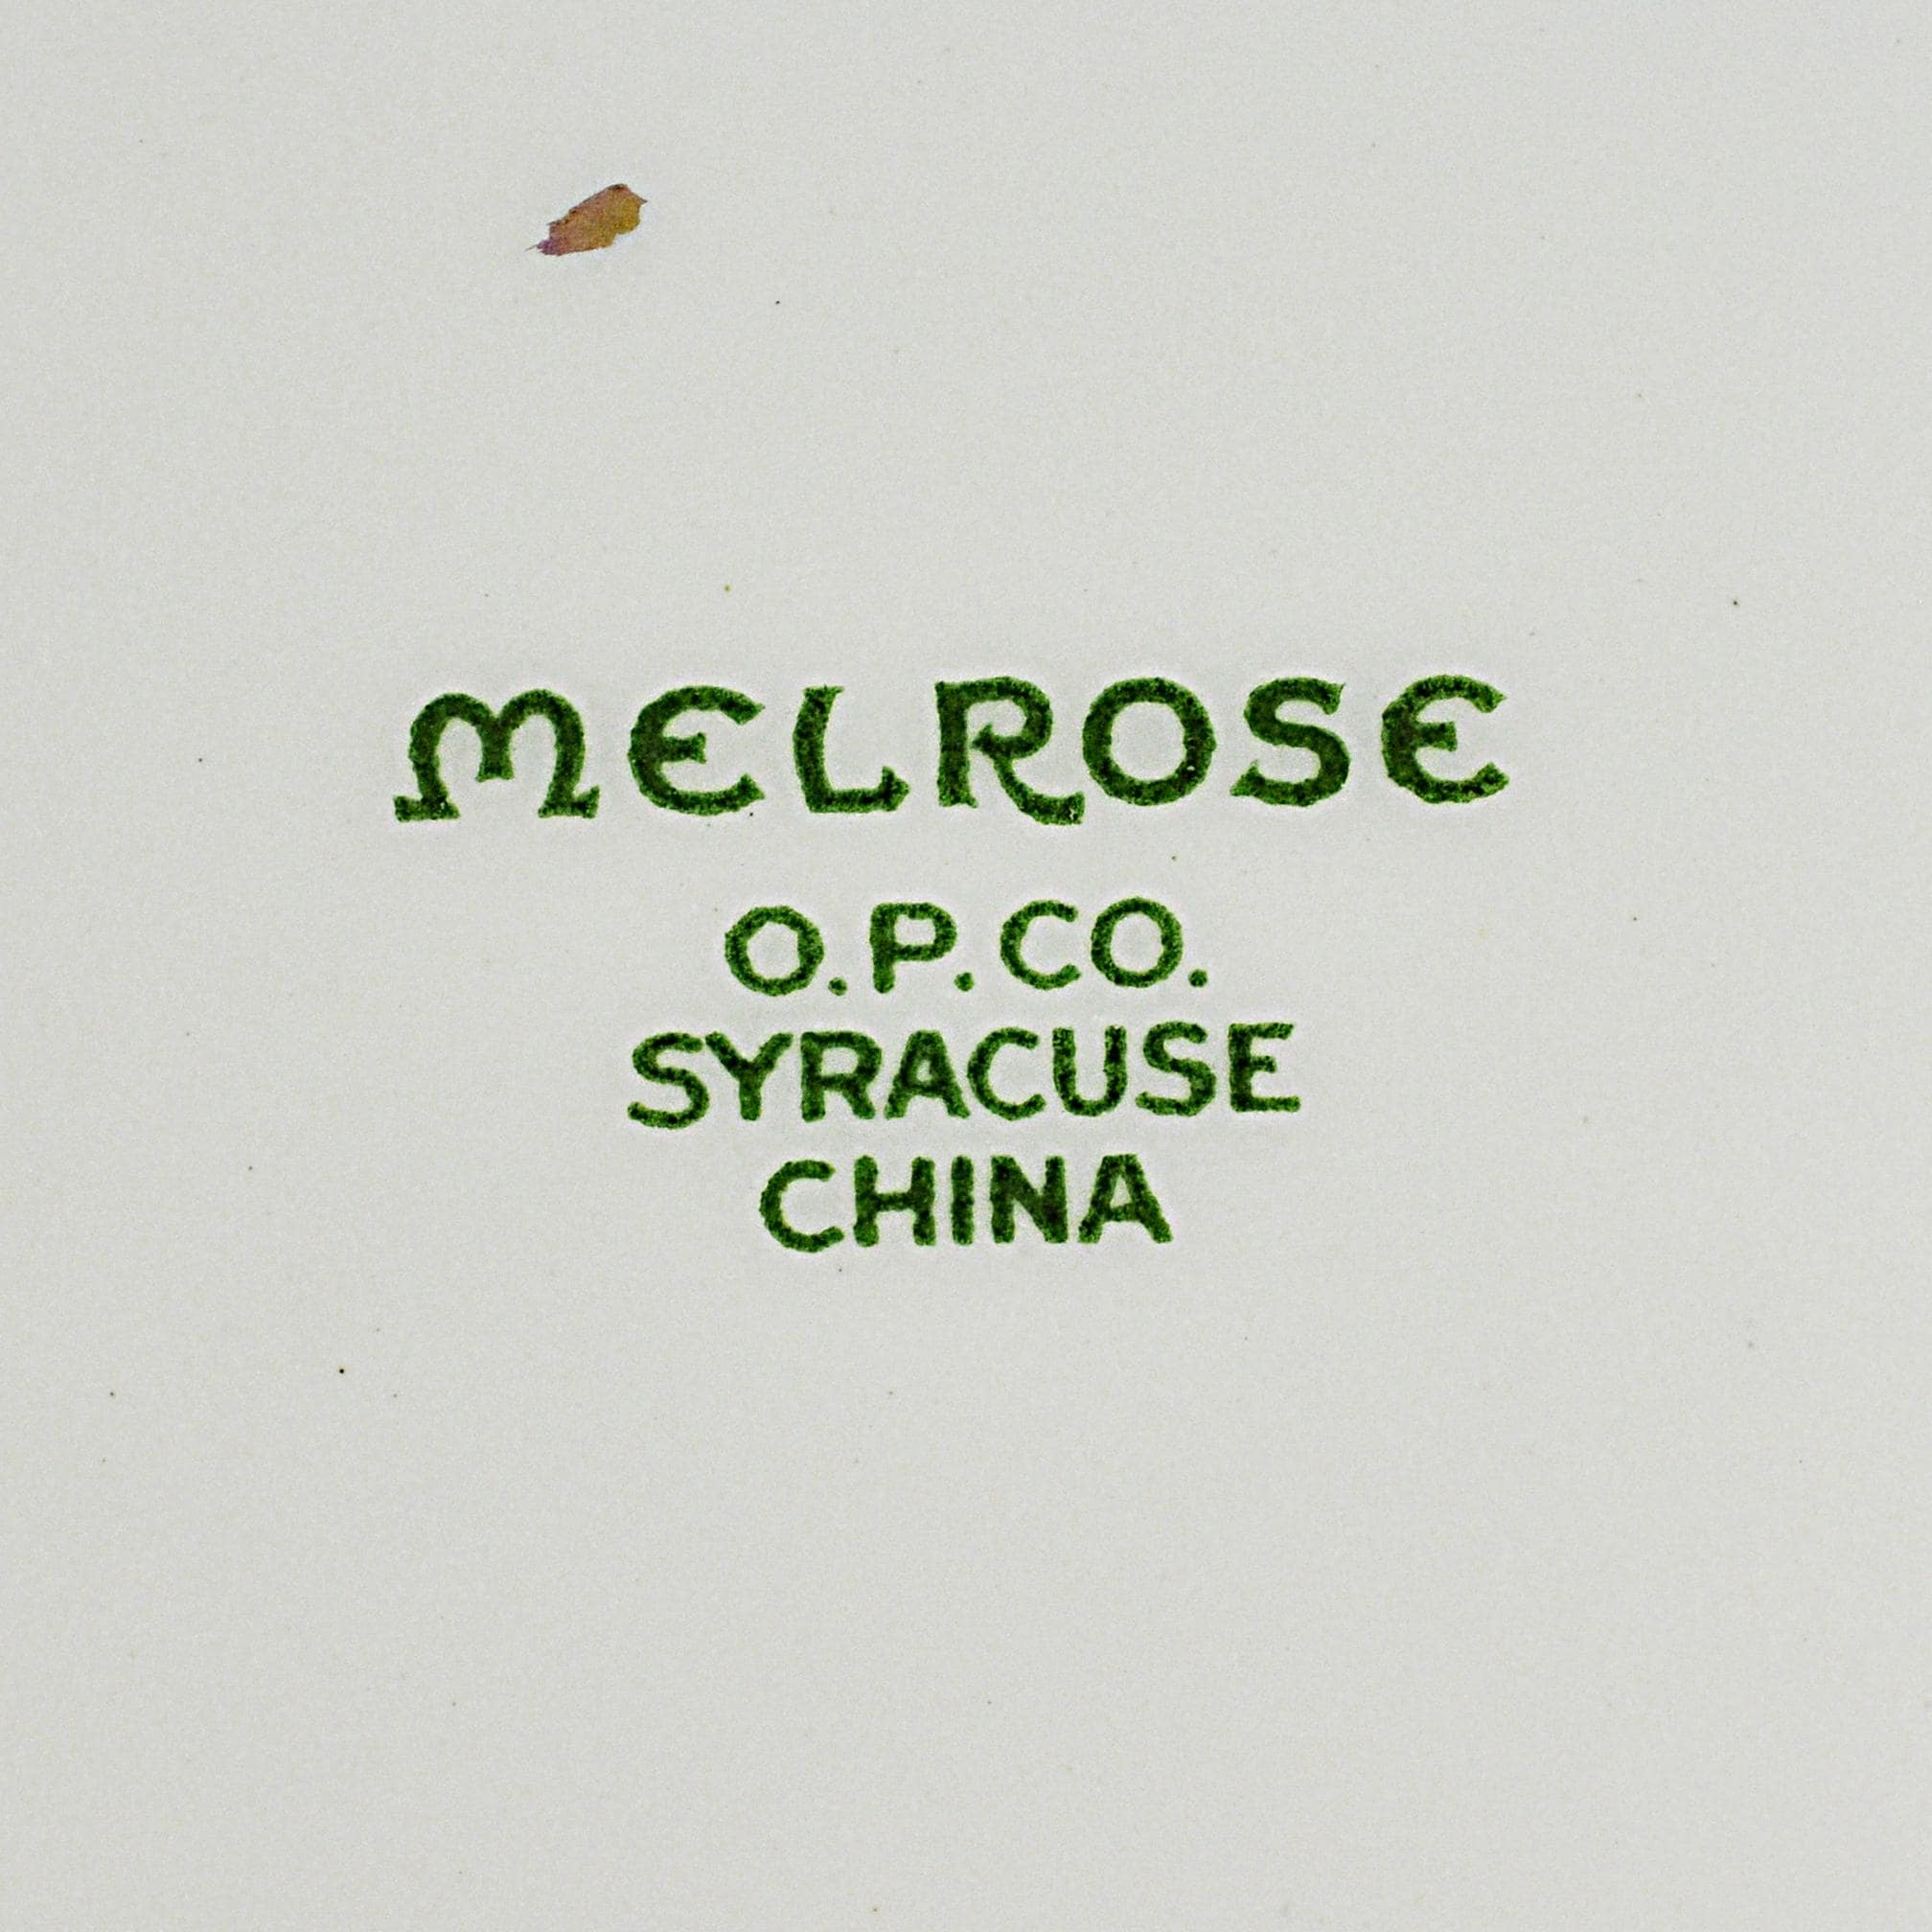 MELROSE
O.P.CO.
SYRACUSE
CHINA